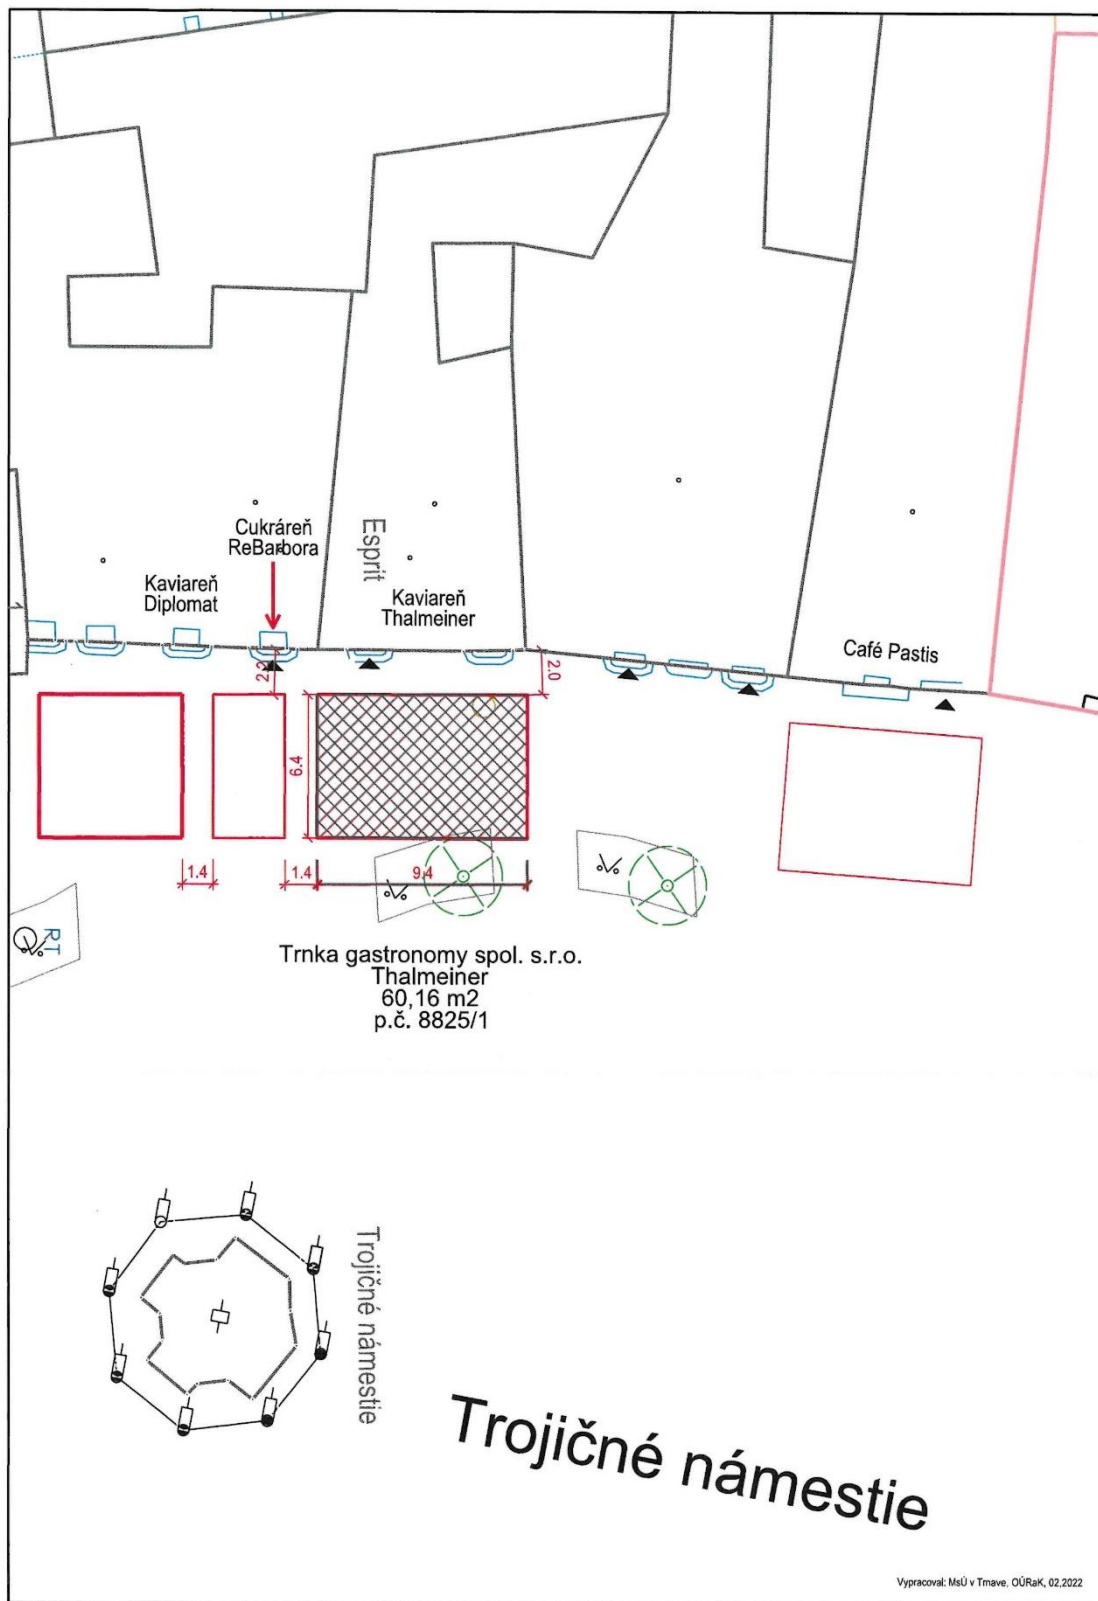 Cukráreň
ReBarbora
Esprit
Kaviareň
Diplomat
Kaviareň
Thalmeiner
Café Pastis
2.2
2.0
6.4
1.4
1.4
9.4
RT
Trnka gastronomy spol. s.r.o.
Thalmeiner
60,16 m2
p.č. 8825/1
Trojičné námestie
Trojičné námestie
Vypracoval: MsÚ v Trnave, OÚRaK, 02,2022